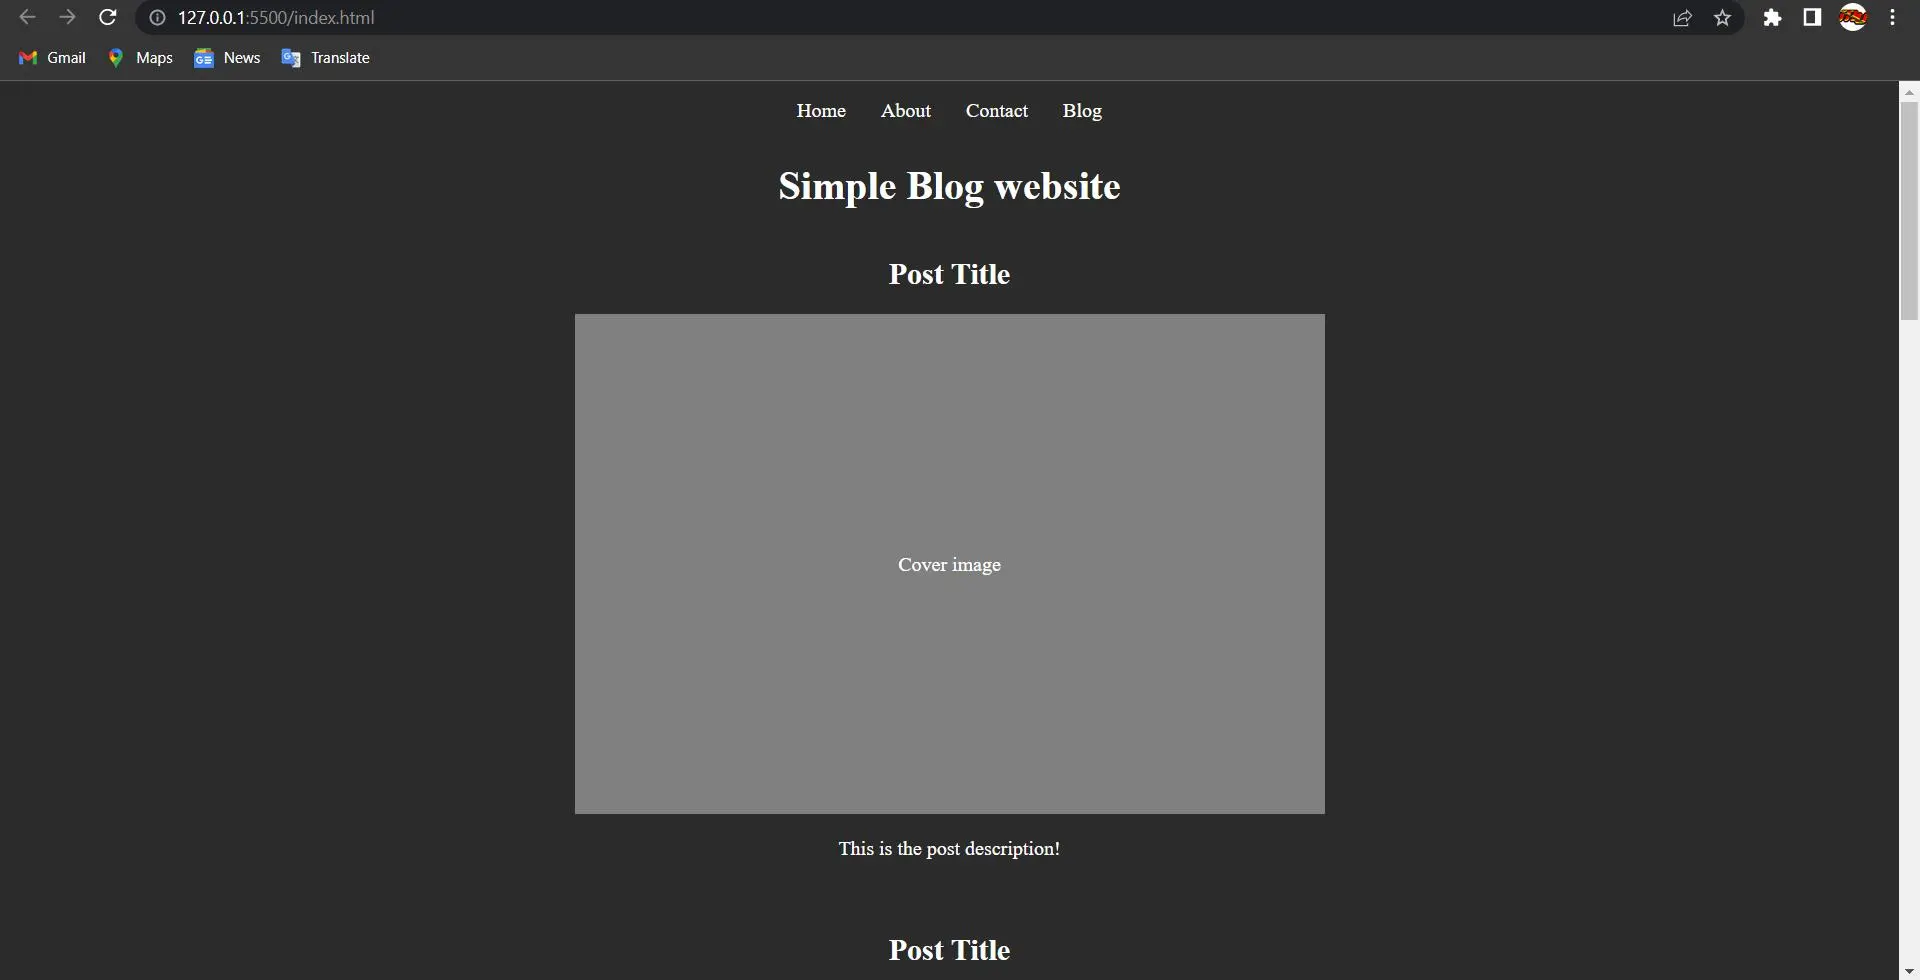 127.0.0.1:5500/index.html
Gmail Maps News Translate
Home About Contact Blog
Simple Blog website
Post Title
Cover image
This is the post description!
Post Title